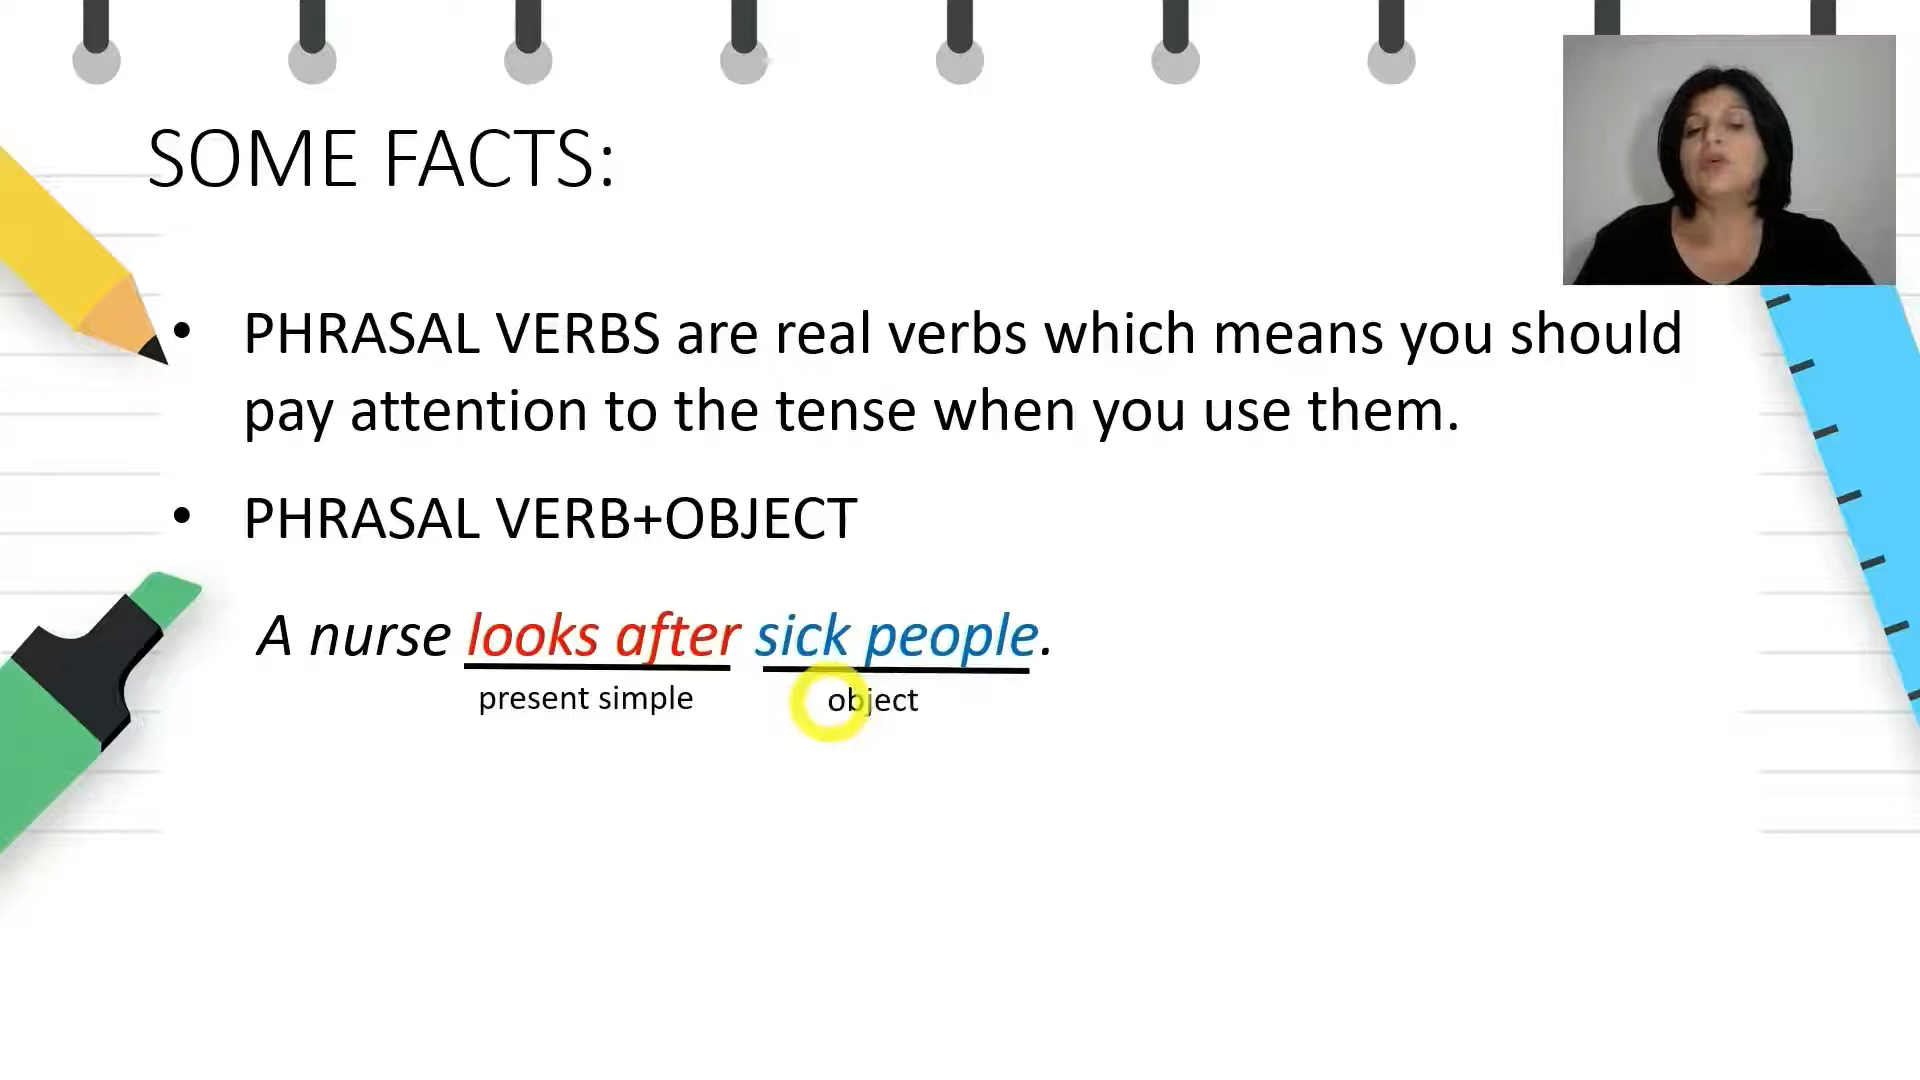 SOME FACTS:
• PHRASAL VERBS are real verbs which means you should
pay attention to the tense when you use them.
• PHRASAL VERB+OBJECT
A nurse looks after sick people.
present simple object